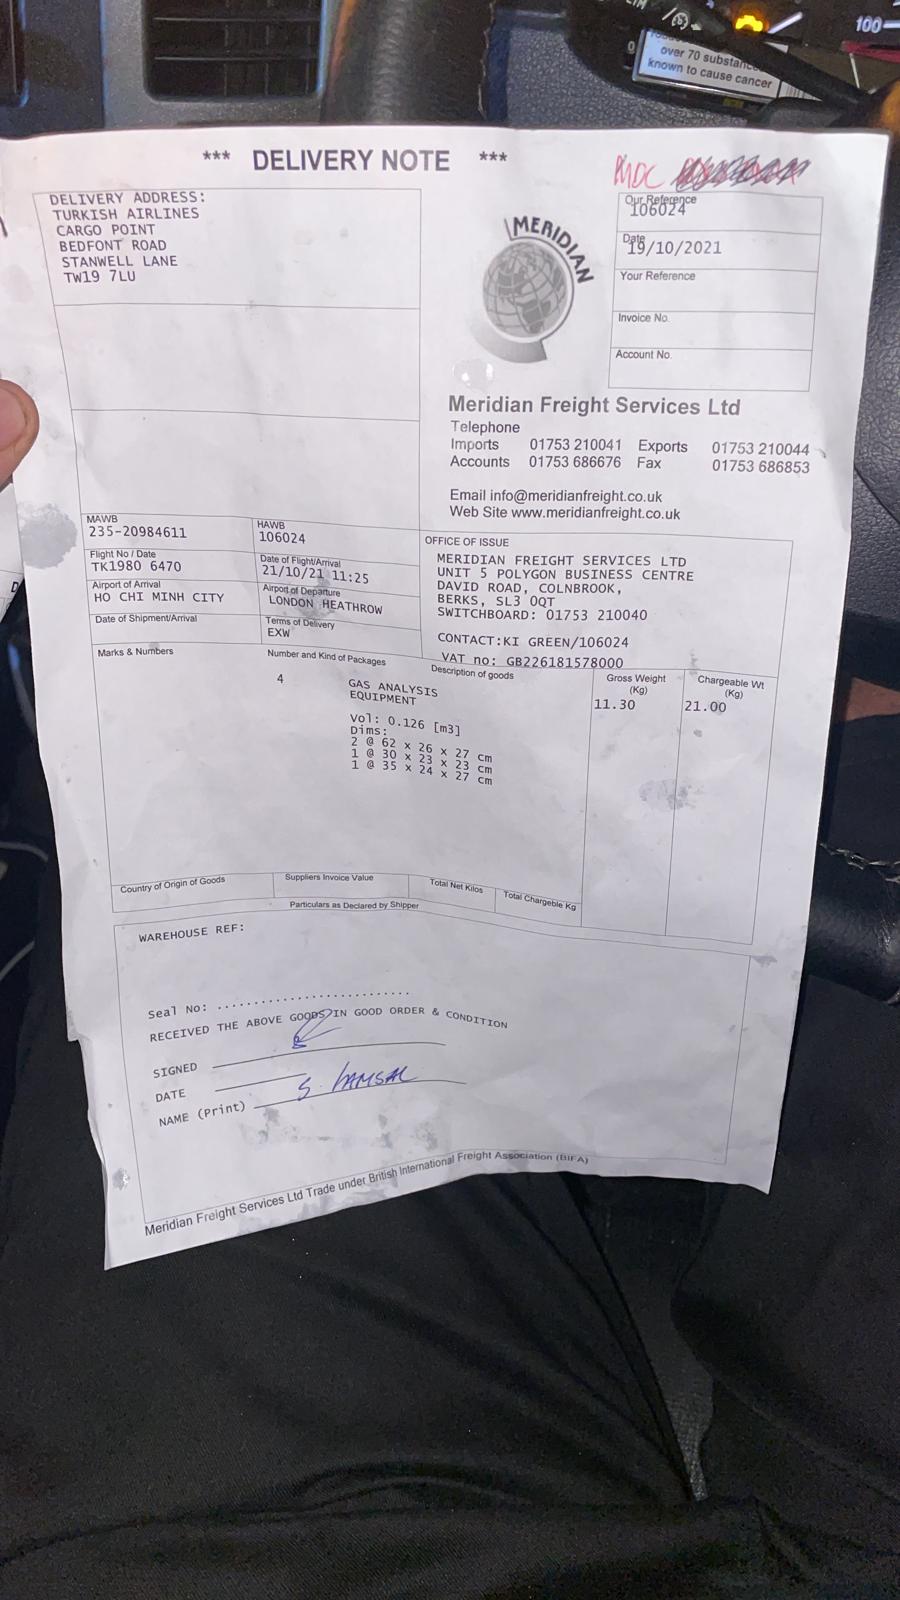 over 70 substanc
known to cause cancer
100
0
*** DELIVERY NOTE ***
MDC
DELIVERY ADDRESS:
TURKISH AIRLINES
CARGO POINT
BEDFONT ROAD
STANWELL LANE
TW19 7LU
MERIDIAN
Our Reference
106024
Date
19/10/2021
Your Reference
Invoice No.
Account No.
Meridian Freight Services Ltd
Telephone
Imports 01753 210041 Exports 01753 210044
Accounts 01753 686676 Fax 01753 686853
Email info@meridianfreight.co.uk
Web Site www.meridianfreight.co.uk
MAWB
235-20984611
HAWB
106024
Flight No / Date
TK1980 6470
Date of Flight/Arrival
21/10/21 11:25
Airport of Arrival
HO CHI MINH CITY
Airport of Departure
LONDON HEATHROW
Date of Shipment/Arrival
Terms of Delivery
EXW
OFFICE OF ISSUE
MERIDIAN FREIGHT SERVICES LTD
UNIT 5 POLYGON BUSINESS CENTRE
DAVID ROAD, COLNBROOK,
BERKS, SL3 0QT
SWITCHBOARD: 01753 210040
CONTACT:KI GREEN/106024
VAT no: GB226181578000
Marks & Numbers
Number and Kind of Packages
Description of goods
Gross Weight
(Kg)
Chargeable Wt
(Kg)
4
GAS ANALYSIS
EQUIPMENT
11.30
21.00
Vol: 0.126 [m3]
Dims:
2 @ 62 x 26 x 27 cm
1 @ 30 x 23 x 23 cm
1 @ 35 x 24 x 27 cm
Country of Origin of Goods
Suppliers Invoice Value
Total Net Kilos
Total Chargeble Kg
Particulars as Declared by Shipper
WAREHOUSE REF:
Seal No: ...........................
RECEIVED THE ABOVE GOODS IN GOOD ORDER & CONDITION
SIGNED
DATE
NAME (Print) S. LAMSAL
Meridian Freight Services Ltd Trade under British International Freight Association (BIFA)